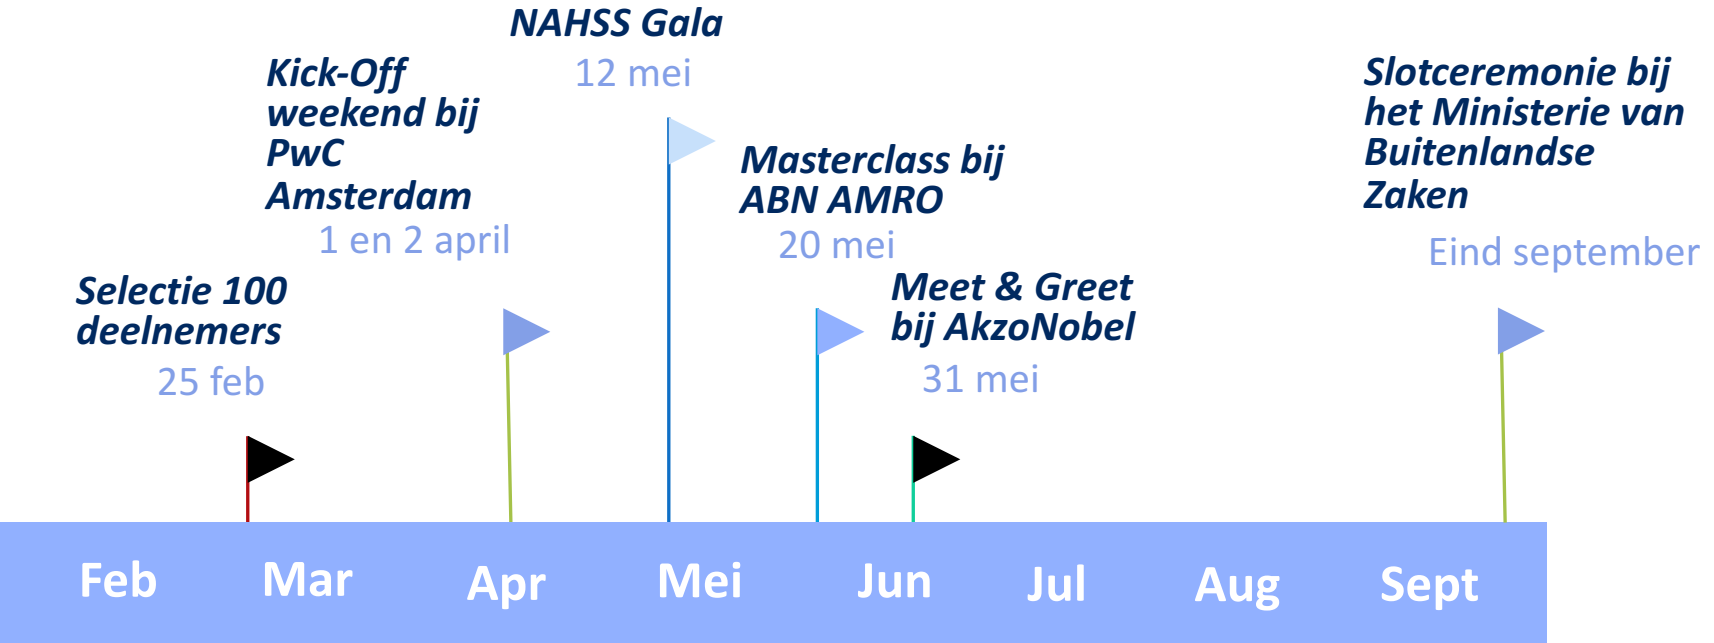 Selectie 100
deelnemers
25 feb
Kick-Off
weekend bij
PwC
Amsterdam
1 en 2 april
NAHSS Gala
12 mei
Masterclass bij
ABN AMRO
20 mei
Meet & Greet
bij AkzoNobel
31 mei
Slotceremonie bij
het Ministerie van
Buitenlandse
Zaken
Eind september
Feb Mar Apr Mei Jun Jul Aug Sept